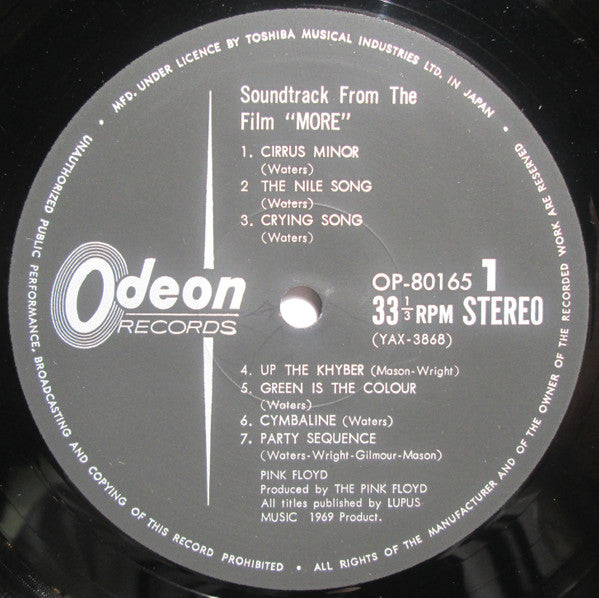 MFD. UNDER LICENCE BY TOSHIBA MUSICAL INDUSTRIES LTD. IN JAPAN •
Soundtrack From The
Film "MORE"
1. CIRRUS MINOR
(Waters)
2 THE NILE SONG
(Waters)
3. CRYING SONG
(Waters)
Odeon
RECORDS
OP-80165 1
33 1/3 RPM STEREO
(YAX-3868)
4. UP THE KHYBER (Mason-Wright)
5. GREEN IS THE COLOUR
(Waters)
6. CYMBALINE (Waters)
7. PARTY SEQUENCE
(Waters-Wright-Gilmour-Mason)
PINK FLOYD
Produced by THE PINK FLOYD
All titles published by LUPUS
MUSIC 1969 Product.
UNAUTHORIZED PUBLIC PERFORMANCE, BROADCASTING AND COPYING OF THIS RECORD PROHIBITED •
ALL RIGHTS OF THE MANUFACTURER AND OF THE OWNER OF THE RECORDED WORK ARE RESERVED